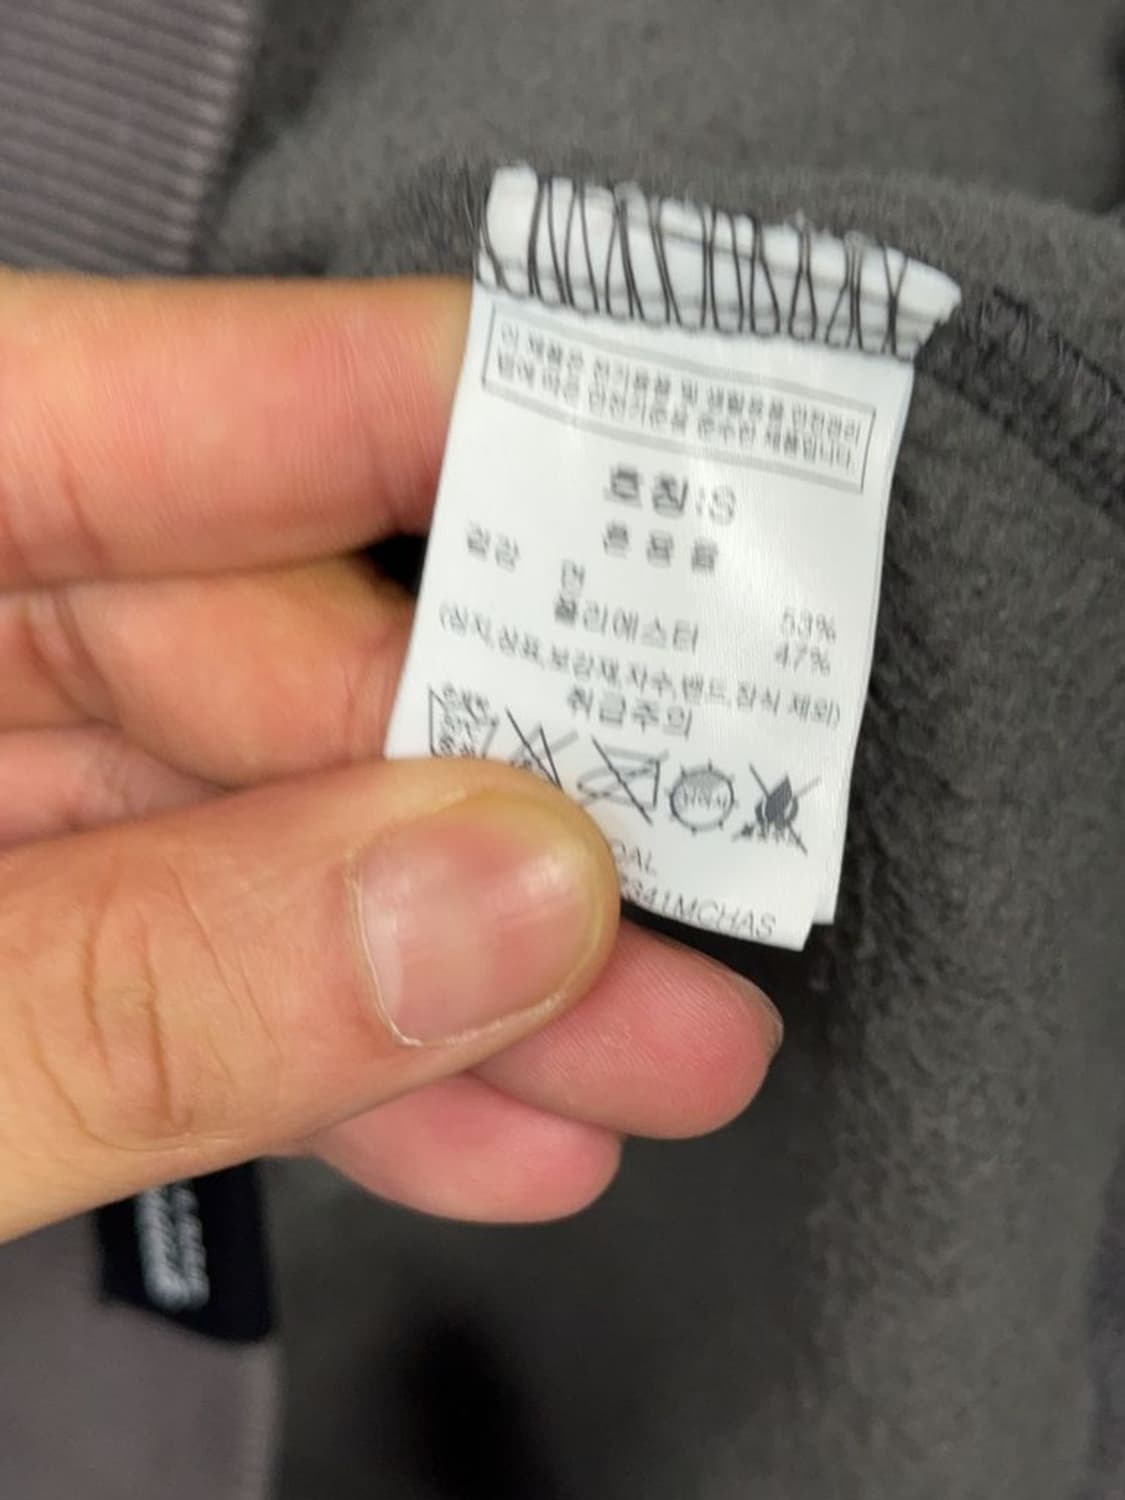 이 제품은 전기용품 및 생활용품 안전관리
법에 따른 안전기준을 준수한 제품입니다.
호칭:S
혼용율
겉감 면 53%
폴리에스터 47%
(심지,상표,보강재,자수,밴드,장식 제외)
취급주의
341MCHAS